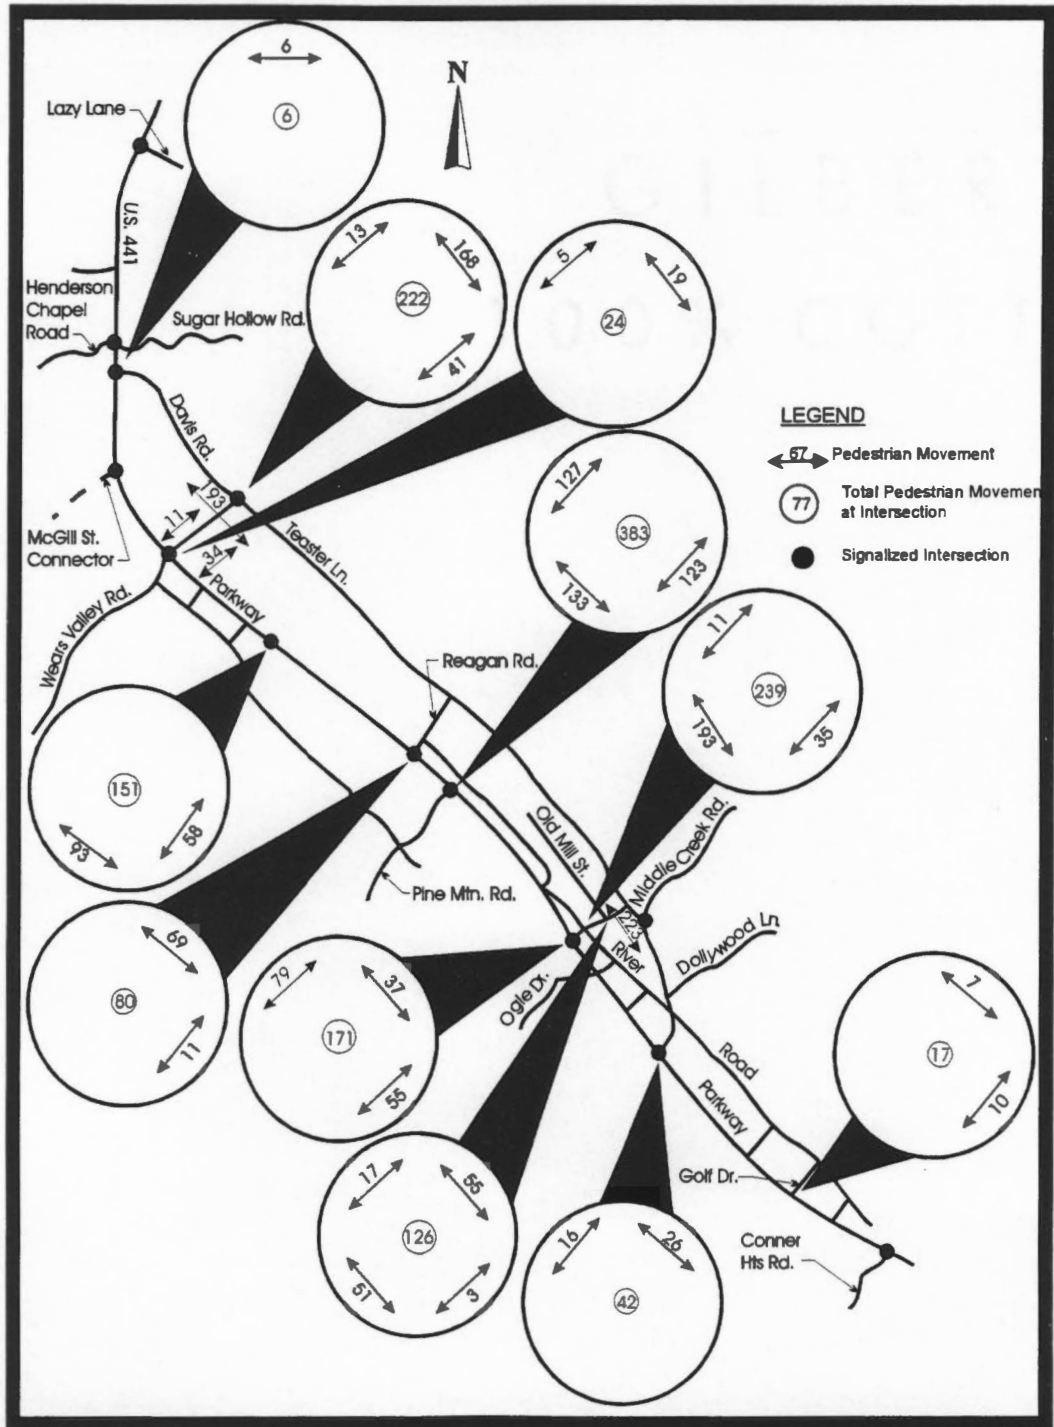 6
6
N
Lazy Lane
U.S. 441
13
168
222
41
5
19
24
Henderson
Chapel
Road
Sugar Hollow Rd.
LEGEND
67 Pedestrian Movement
77 Total Pedestrian Movemen
at Intersection
Signalized Intersection
Davis Rd.
193
11
34
McGill St.
Connector
Teaster Ln.
127
383
123
133
Wears Valley Rd.
Parkway
Reagan Rd.
11
239
193
35
151
93
58
Old Mill St.
Middle Creek Rd.
Pine Mtn. Rd.
223
River
Dollywood Ln
Ogle Dr.
69
80
11
79
37
171
55
7
17
10
Road
Parkway
Golf Dr.
17
55
126
51
3
16
26
42
Conner
Hts Rd.